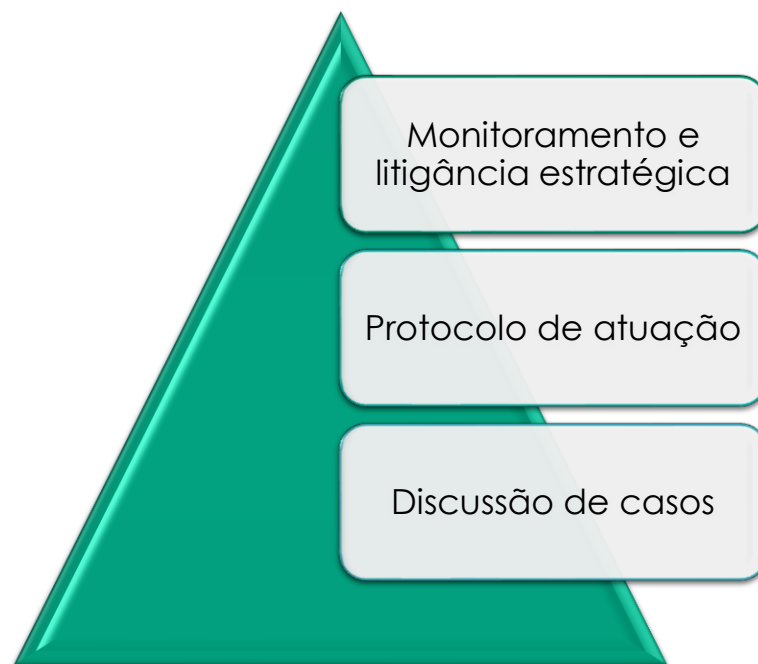 Monitoramento e
litigância estratégica
Protocolo de atuação
Discussão de casos